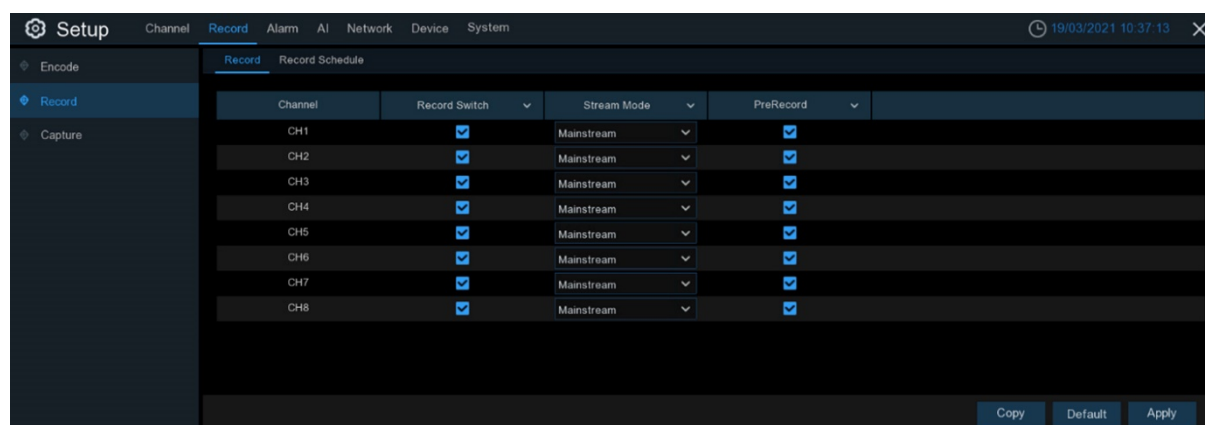 Setup Channel Record Alarm AI Network Device System 19/03/2021 10:37:13
Encode
Record
Capture
Record Record Schedule
Channel Record Switch Stream Mode PreRecord
CH1 Mainstream
CH2 Mainstream
CH3 Mainstream
CH4 Mainstream
CH5 Mainstream
CH6 Mainstream
CH7 Mainstream
CH8 Mainstream
Copy Default Apply